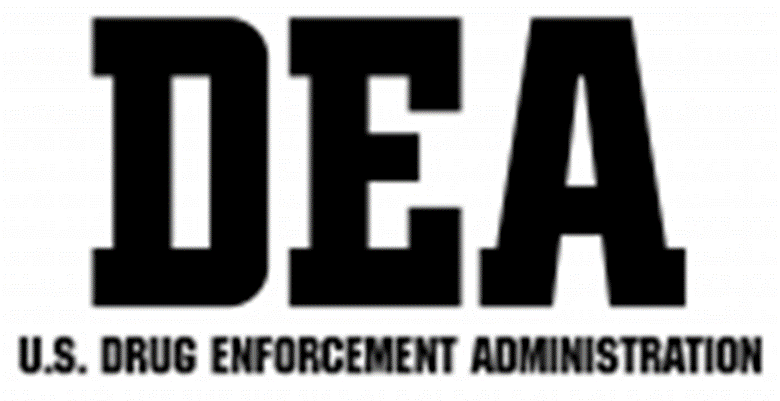 DEA
U.S. DRUG ENFORCEMENT ADMINISTRATION